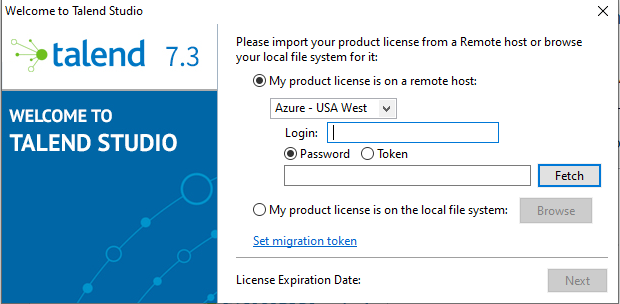 Welcome to Talend Studio
talend 7.3
WELCOME TO
TALEND STUDIO
Please import your product license from a Remote host or browse
your local file system for it:
My product license is on a remote host:
Azure - USA West
Login:
Password Token
Fetch
My product license is on the local file system: Browse
Set migration token
License Expiration Date: Next